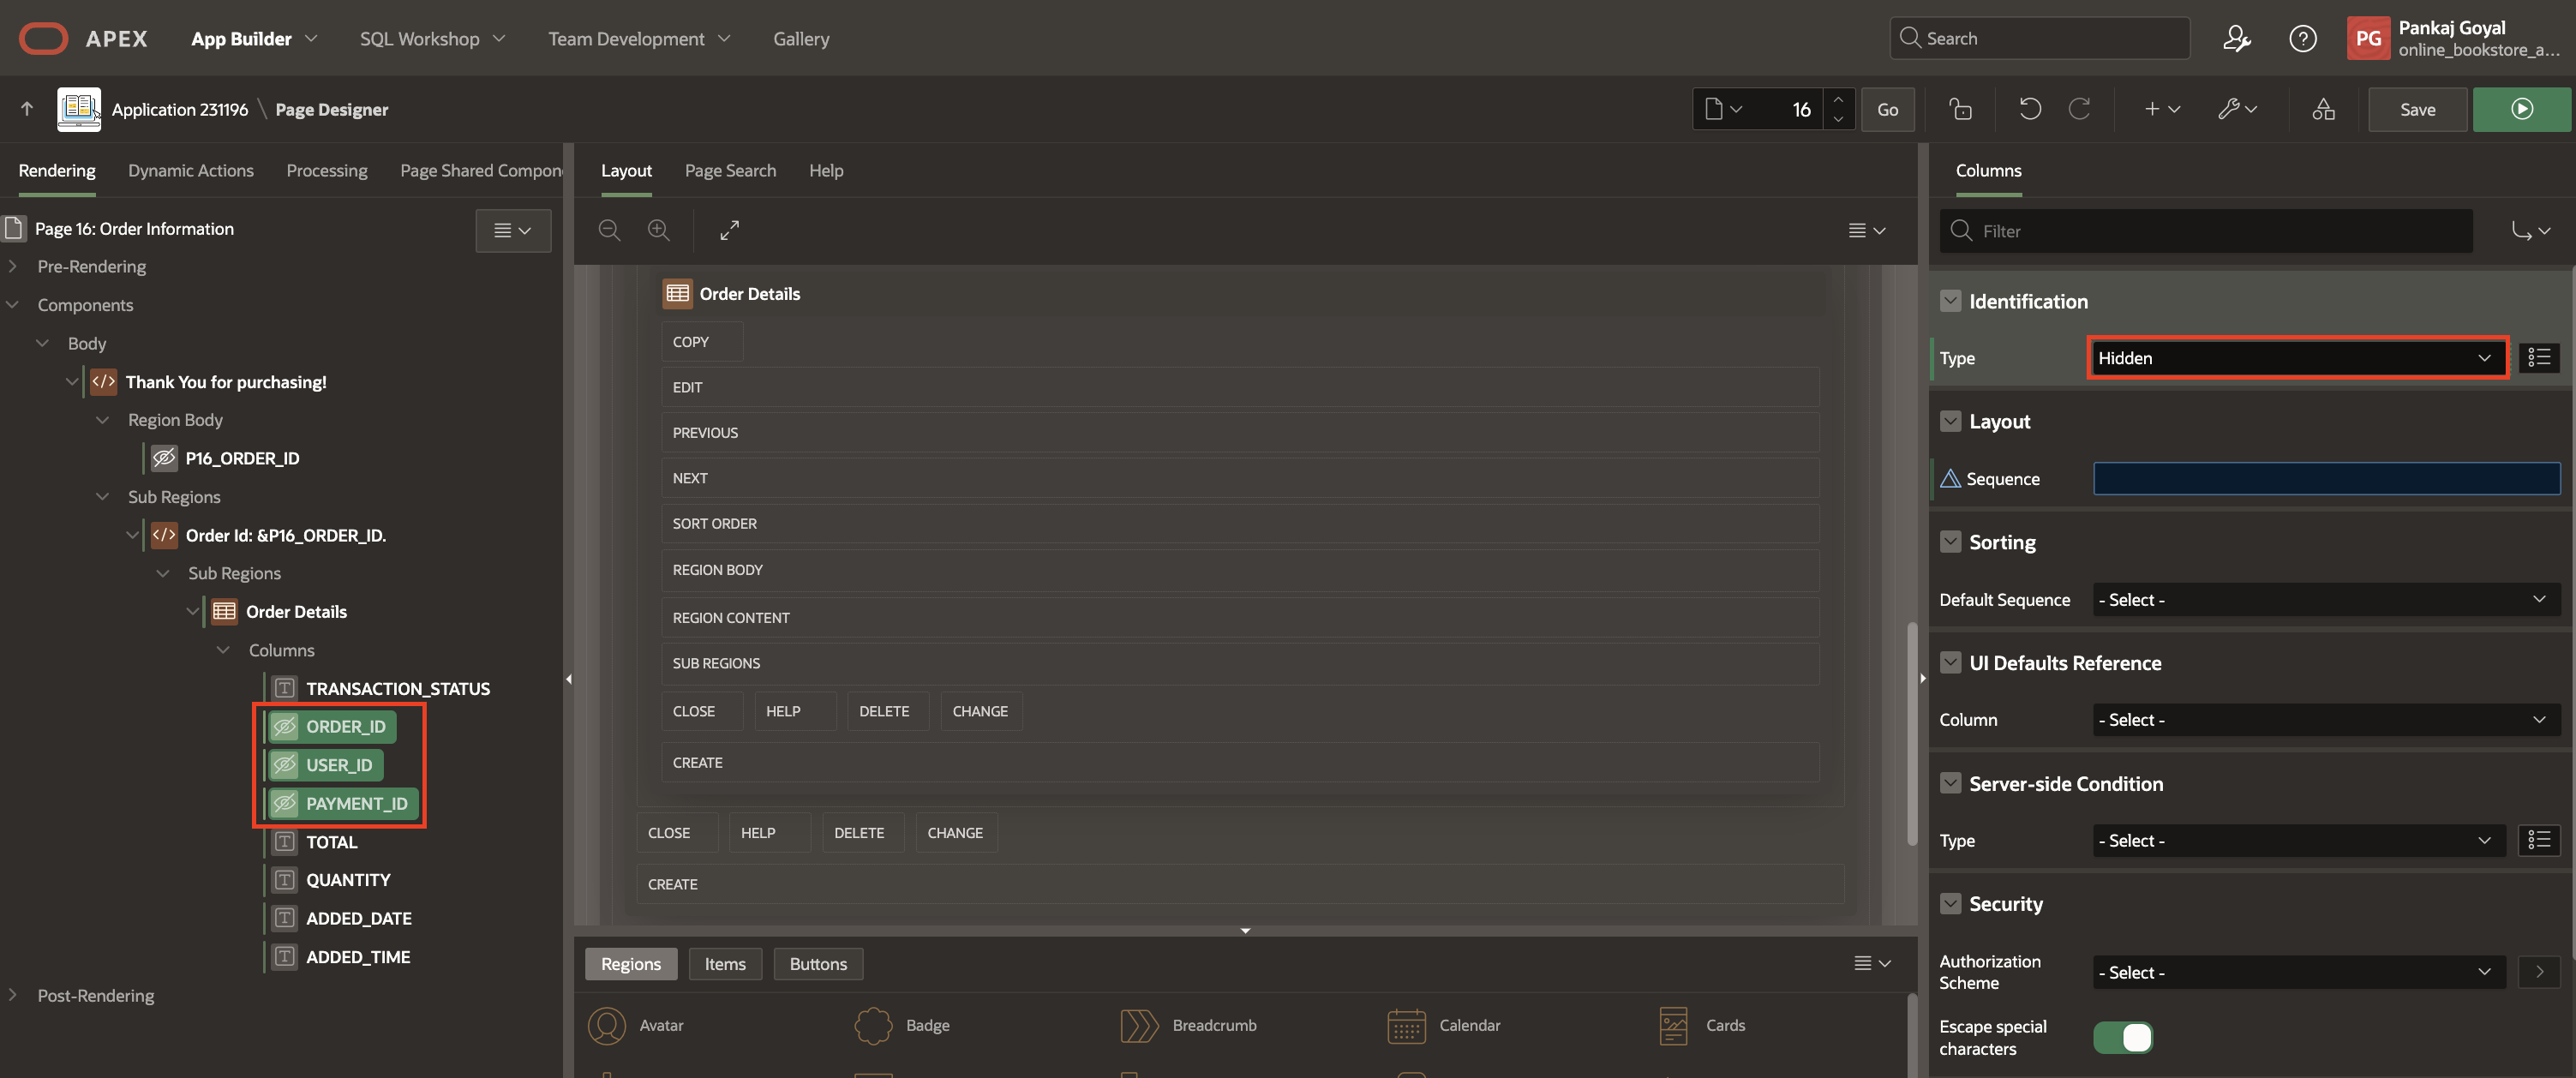 APEX
App Builder
SQL Workshop
Team Development
Gallery
Search
PG
Pankaj Goyal
online_bookstore_a...
Application 231196 \ Page Designer
16
Go
Save
Rendering
Dynamic Actions
Processing
Page Shared Compon
Page 16: Order Information
Pre-Rendering
Components
Body
Thank You for purchasing!
Region Body
P16_ORDER_ID
Sub Regions
Order Id: &P16_ORDER_ID.
Sub Regions
Order Details
Columns
TRANSACTION_STATUS
ORDER_ID
USER_ID
PAYMENT_ID
TOTAL
QUANTITY
ADDED_DATE
ADDED_TIME
Post-Rendering
Layout
Page Search
Help
Order Details
COPY
EDIT
PREVIOUS
NEXT
SORT ORDER
REGION BODY
REGION CONTENT
SUB REGIONS
CLOSE HELP DELETE CHANGE
CREATE
CLOSE HELP DELETE CHANGE
CREATE
Regions Items Buttons
Avatar
Badge
Breadcrumb
Calendar
Cards
Columns
Filter
Identification
Type Hidden
Layout
Sequence
Sorting
Default Sequence - Select -
UI Defaults Reference
Column - Select -
Server-side Condition
Type - Select -
Security
Authorization
Scheme
- Select -
Escape special
characters